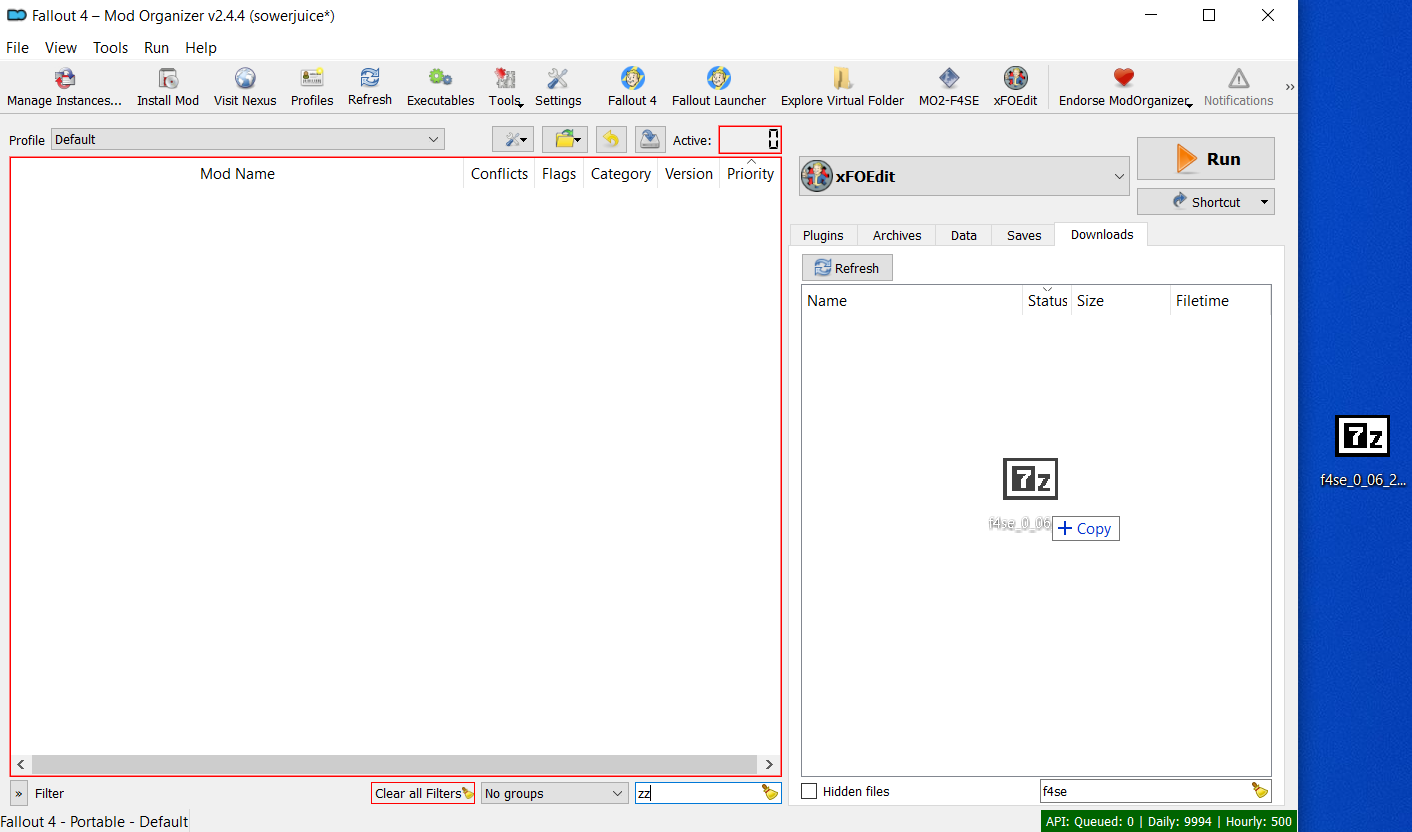 Fallout 4 – Mod Organizer v2.4.4 (sowerjuice*)
File View Tools Run Help
Manage Instances... Install Mod Visit Nexus Profiles Refresh Executables Tools Settings Fallout 4 Fallout Launcher Explore Virtual Folder MO2-F4SE xFOEdit Endorse ModOrganizer Notifications »
Profile Default Active: 0
Mod Name Conflicts Flags Category Version Priority
xFOEdit
Run
Shortcut
Plugins Archives Data Saves Downloads
Refresh
Name Status Size Filetime
7z
f4se_0_06
+ Copy
7z
f4se_0_06_2...
» Filter Clear all Filters No groups zz
Hidden files f4se
Fallout 4 - Portable - Default
API: Queued: 0 | Daily: 9994 | Hourly: 500